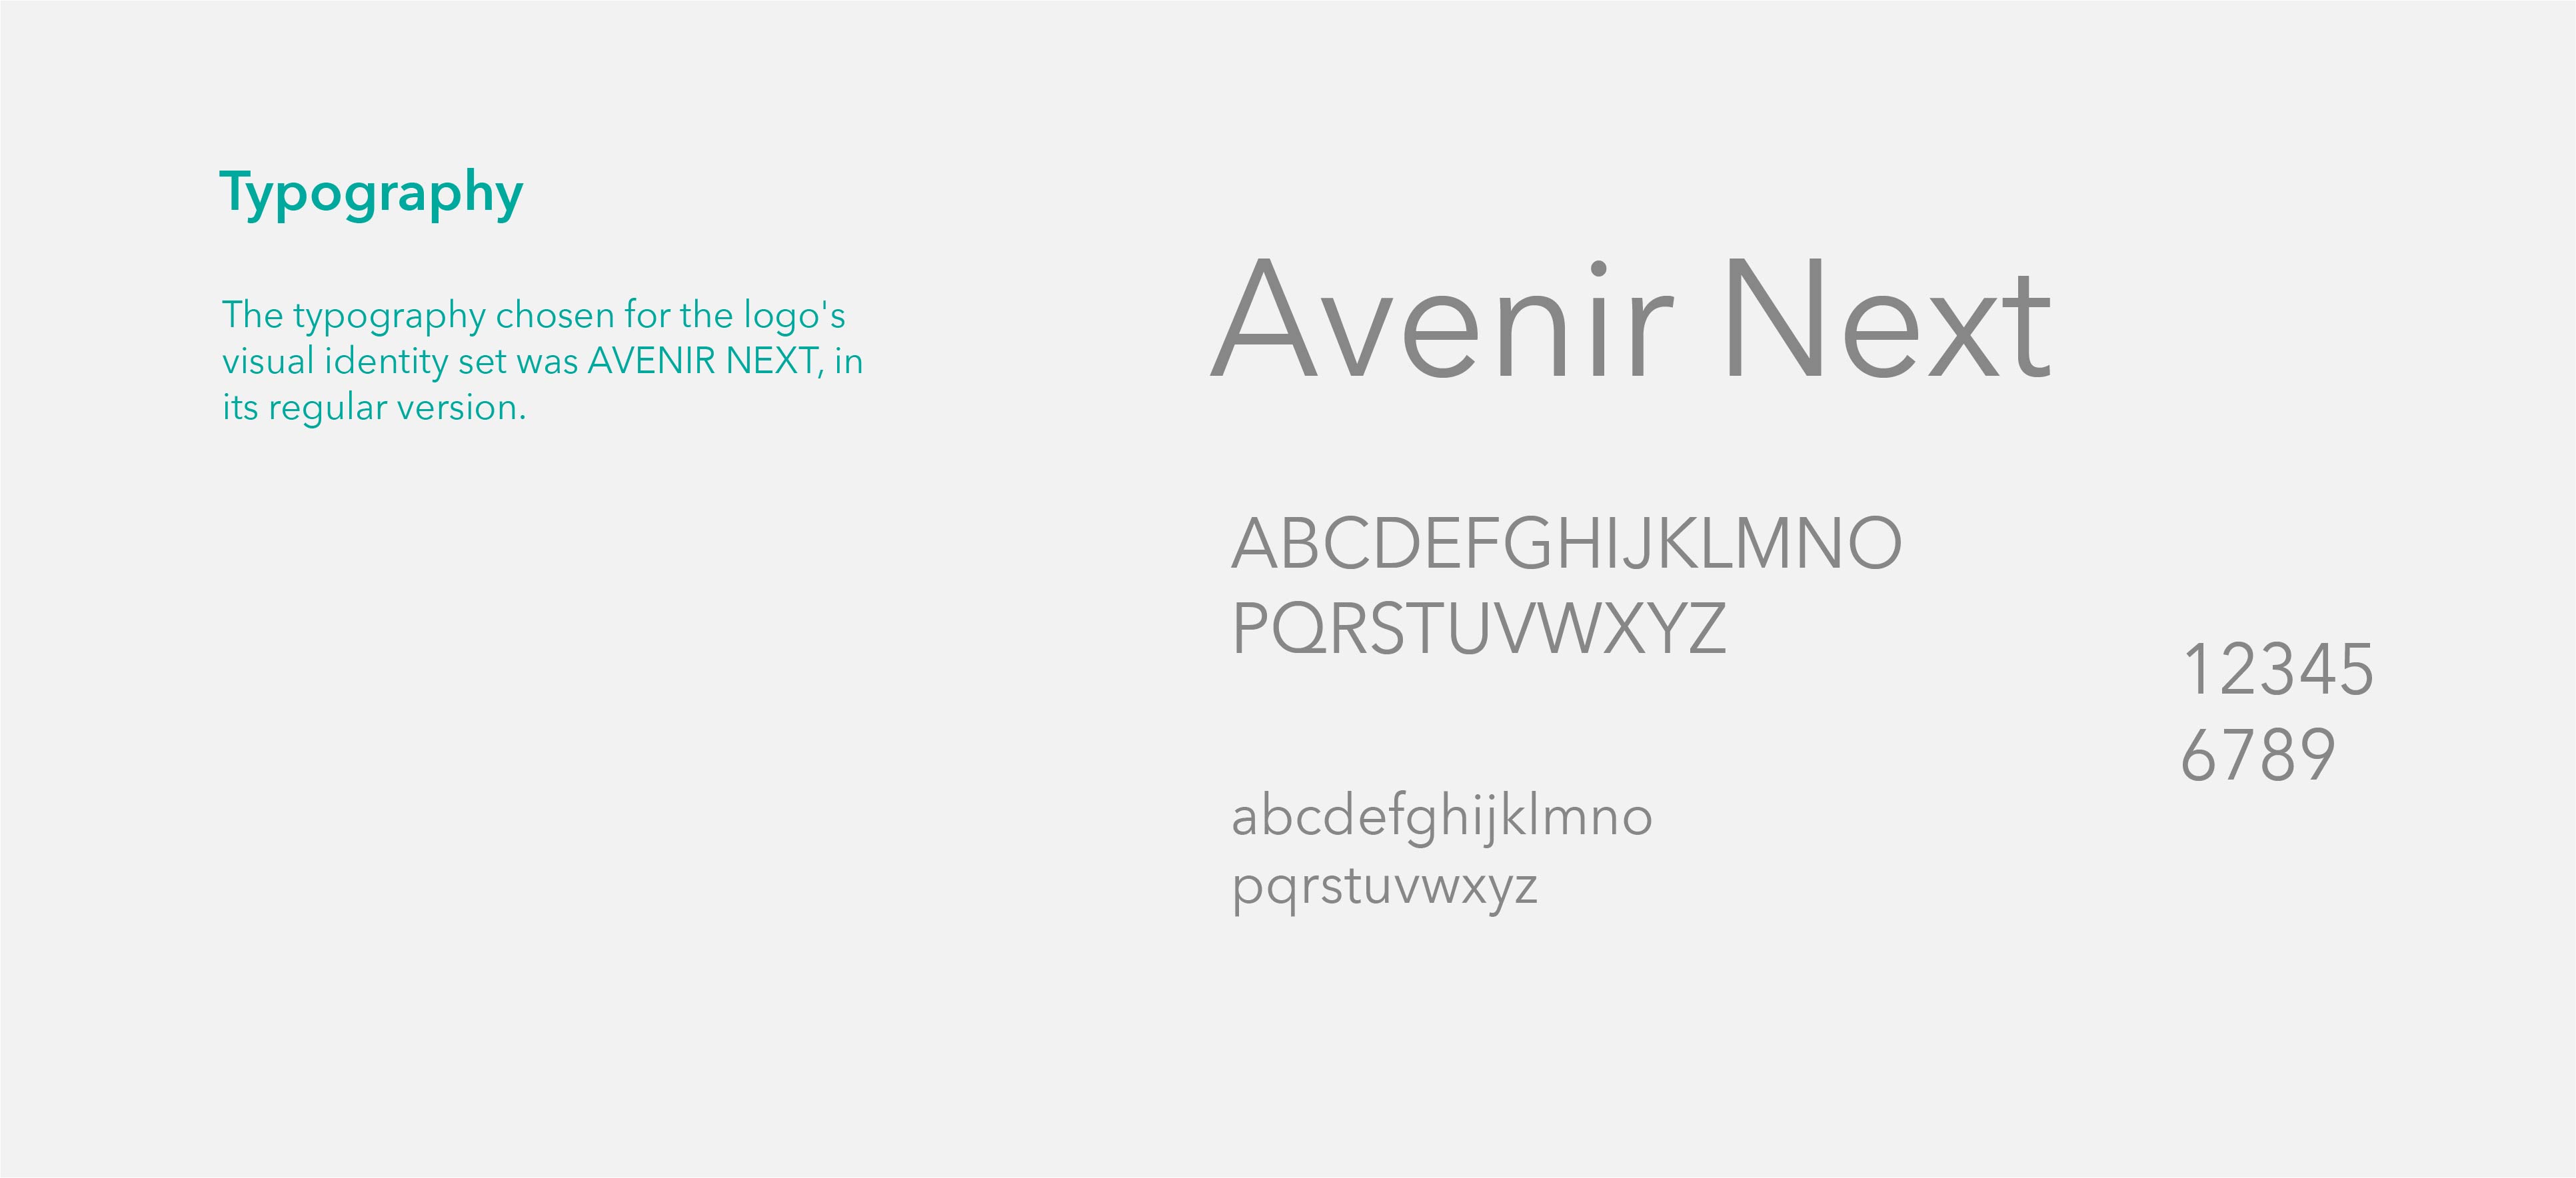 Typography
The typography chosen for the logo's
visual identity set was AVENIR NEXT, in
its regular version.
Avenir Next
ABCDEFGHIJKLMNO
PQRSTUVWXYZ
12345
6789
abcdefghijklmno
pqrstuvwxyz